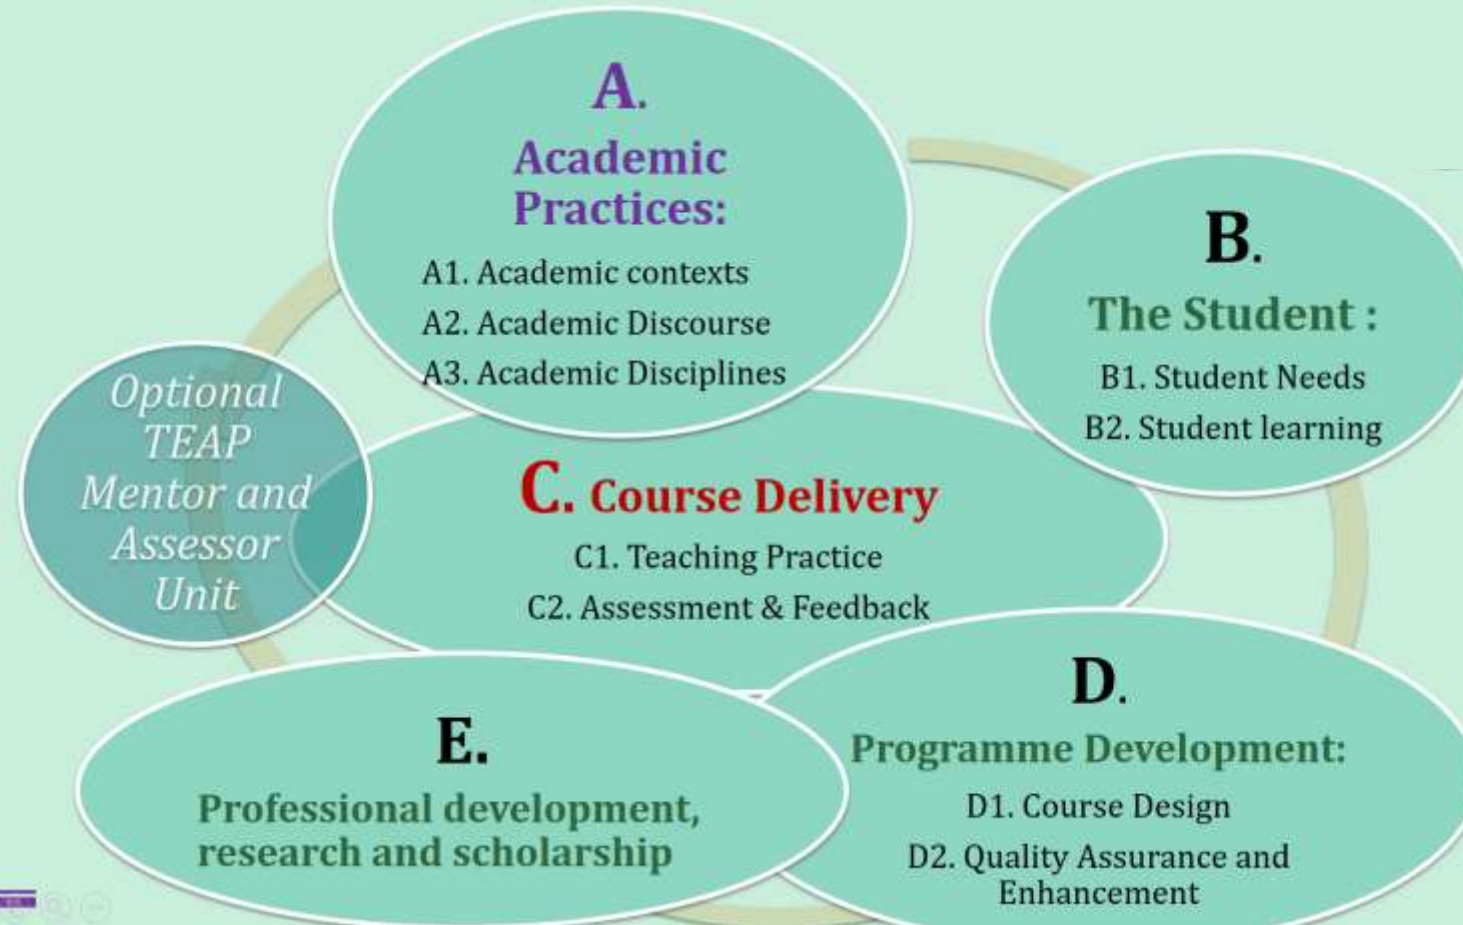 A.
Academic
Practices:
A1. Academic contexts
A2. Academic Discourse
A3. Academic Disciplines
B.
The Student :
B1. Student Needs
B2. Student learning
Optional
TEAP
Mentor and
Assessor
Unit
C. Course Delivery
C1. Teaching Practice
C2. Assessment & Feedback
D.
Programme Development:
D1. Course Design
D2. Quality Assurance and
Enhancement
E.
Professional development,
research and scholarship